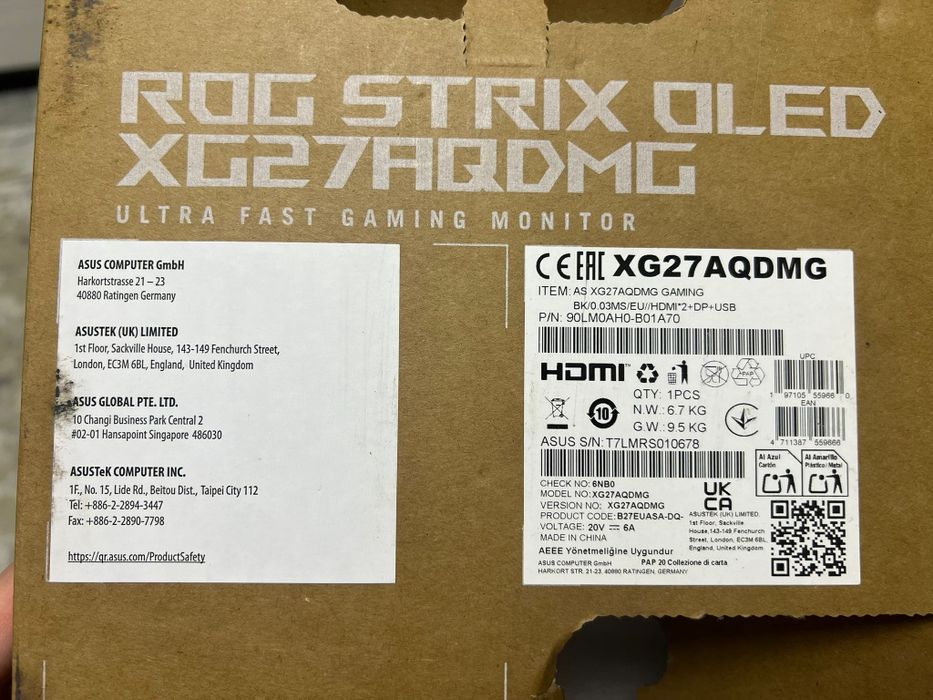 ROG STRIX OLED
XG27AQDMG
ULTRA FAST GAMING MONITOR
ASUS COMPUTER GmbH
Harkortstrasse 21 – 23
40880 Ratingen Germany
ASUSTEK (UK) LIMITED
1st Floor, Sackville House, 143-149 Fenchurch Street,
London, EC3M 6BL, England, United Kingdom
ASUS GLOBAL PTE. LTD.
10 Changi Business Park Central 2
#02-01 Hansapoint Singapore 486030
ASUSTeK COMPUTER INC.
1F., No. 15, Lide Rd., Beitou Dist., Taipei City 112
Tel: +886-2-2894-3447
Fax: +886-2-2890-7798
https://qr.asus.com/ProductSafety
CE EAC XG27AQDMG
ITEM: AS XG27AQDMG GAMING
BK/0.03MS/EU//HDMI*2+DP+USB
P/N: 90LM0AH0-B01A70
HDMI™
PAP
UPC
1 97105 55966 0
EAN
4 711387 559666
QTY: 1PCS
N.W.: 6.7 KG
G.W.: 9.5 KG
10
ASUS S/N: T7LMRS010678
Al Azul
Cartón
Al Amarillo
Plástico/Metal
CHECK NO: 6NB0
MODEL NO: XG27AQDMG
VERSION NO: XG27AQDMG
PRODUCT CODE: B27EUASA-DQ-
VOLTAGE: 20V ⎓ 6A
MADE IN CHINA
UK
CA
ASUSTEK (UK) LIMITED.
1st Floor, Sackville
House,143-149 Fenchurch
Street, London, EC3M 6BL,
England, United Kingdom
AEEE Yönetmeliğine Uygundur
PAP 20 Collezione di carta
ASUS COMPUTER GmbH
HARKORT STR. 21-23, 40880 RATINGEN, GERMANY